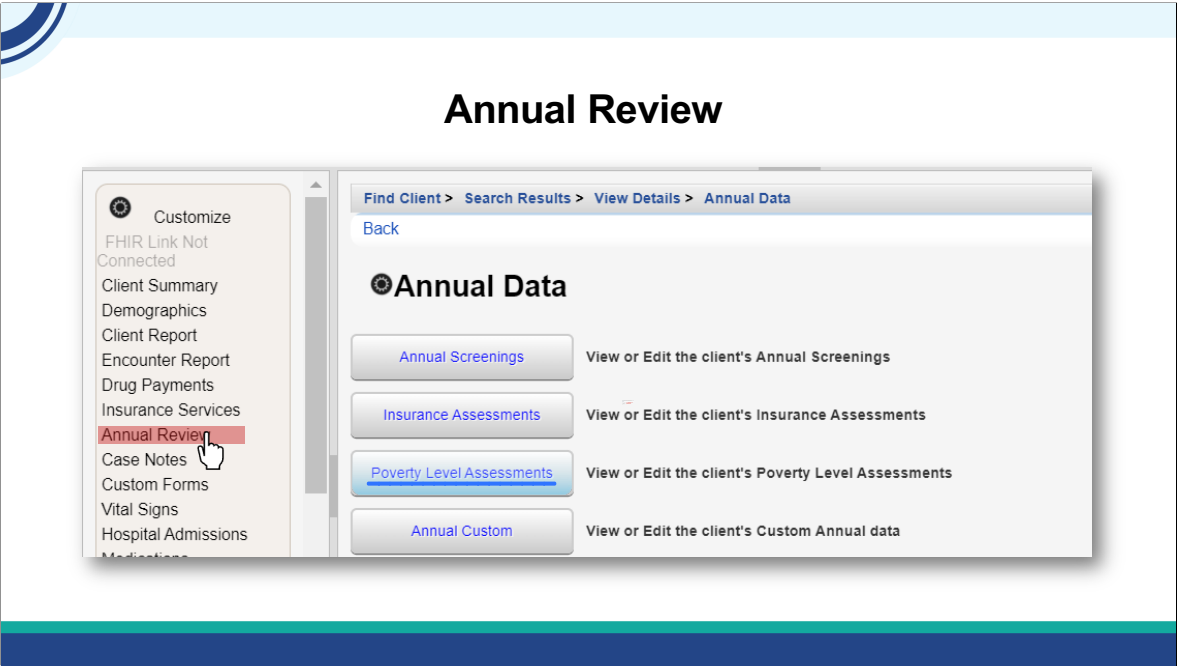 Annual Review
Customize
FHIR Link Not
Connected
Client Summary
Demographics
Client Report
Encounter Report
Drug Payments
Insurance Services
Annual Review
Case Notes
Custom Forms
Vital Signs
Hospital Admissions
Medications
Find Client > Search Results > View Details > Annual Data
Back
Annual Data
Annual Screenings View or Edit the client's Annual Screenings
Insurance Assessments View or Edit the client's Insurance Assessments
Poverty Level Assessments View or Edit the client's Poverty Level Assessments
Annual Custom View or Edit the client's Custom Annual data